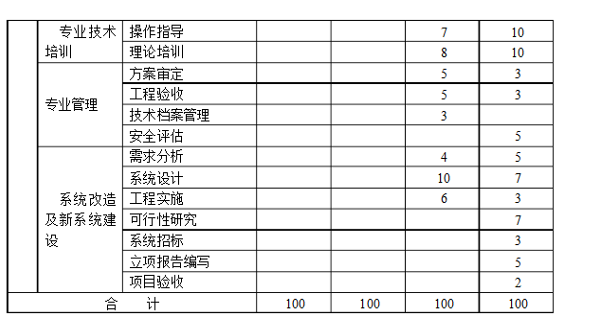 专业技术 操作指导 7 10
培训 理论培训 8 10
方案审定 5 3
专业管理 工程验收 5 3
技术档案管理 3
安全评估 5
需求分析 4 5
系统设计 10 7
系统改造 工程实施 6 3
及新系统建 可行性研究 7
设 系统招标 3
立项报告编写 5
项目验收 2
合 计 100 100 100 100